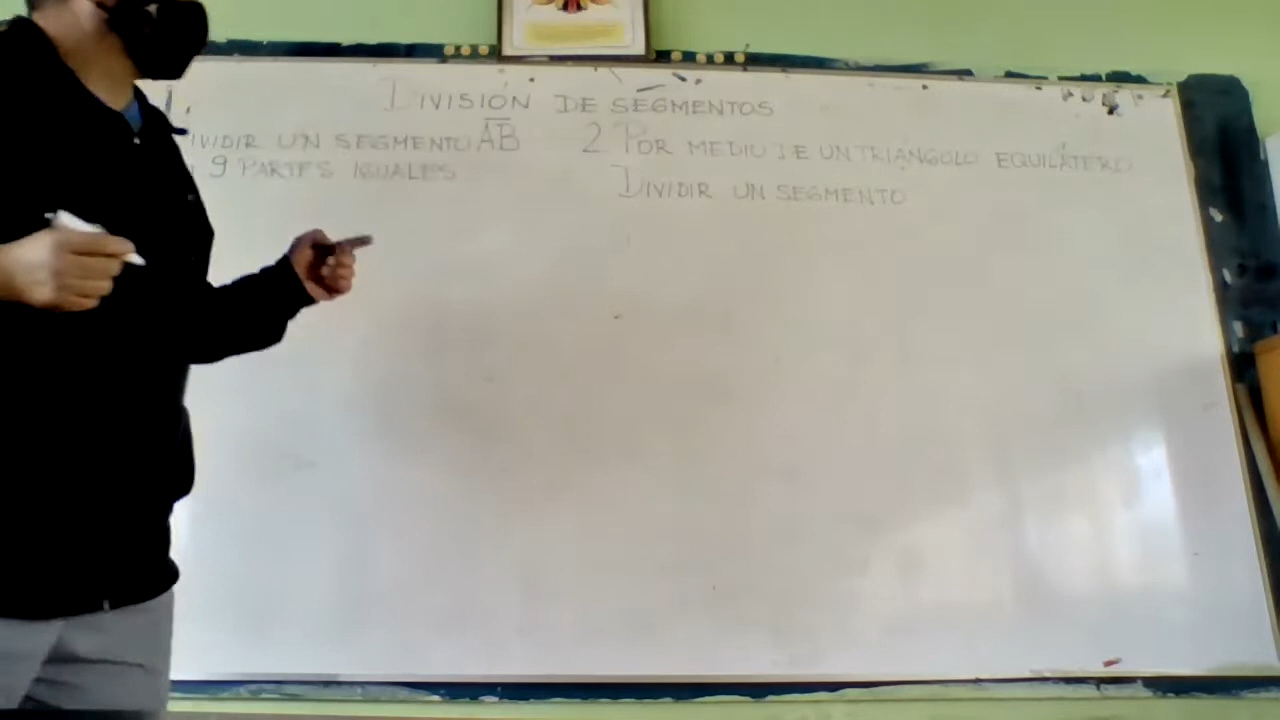 DIVISIÓN DE SEGMENTOS
IVIDIR UN SEGMENTO AB
9 PARTES IGUALES
2 POR MEDIO DE UN TRIANGULO EQUILÁTERO
DIVIDIR UN SEGMENTO